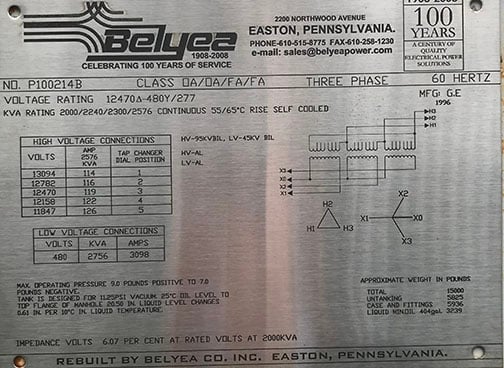 2200 NORTHWOOD AVENUE
EASTON, PENNSYLVANIA.
PHONE-610-515-8775 FAX-610-258-1230
e-mail: sales@belyeapower.com
Belyea
1908-2008
CELEBRATING 100 YEARS OF SERVICE
1908-2008
100
YEARS
A CENTURY OF
QUALITY
ELECTRICAL POWER
SOLUTIONS
NO. P100214B CLASS OA/OA/FA/FA THREE PHASE 60 HERTZ
VOLTAGE RATING 12470Δ-480Y/277
MFG: G.E
1996
KVA RATING 2000/2240/2300/2576 CONTINUOUS 55/65°C RISE SELF COOLED
HIGH VOLTAGE CONNECTIONS
VOLTS AMP 2576 KVA TAP CHANGER DIAL POSITION
13094 114 1
12782 116 2
12470 119 3
12158 122 4
11847 126 5
HV-95KV BIL, LV-45KV BIL
HV-AL
LV-AL
H3
H2
H1
X3
X2
X1
H2
H1 H3
X2
X1 X0
X3
LOW VOLTAGE CONNECTIONS
VOLTS KVA AMPS
480 2756 3098
MAX. OPERATING PRESSURE 9.0 POUNDS POSITIVE TO 7.0
POUNDS NEGATIVE.
TANK IS DESIGNED FOR 11.25PSI VACUUM. 25°C OIL LEVEL TO
TOP FLANGE OF MANHOLE 20.50 IN. LIQUID LEVEL CHANGES
0.61 IN. PER 10°C IN. LIQUID TEMPERATURE.
APPROXIMATE WEIGHT IN POUNDS
TOTAL 15000
UNTANKING 5825
CASE AND FITTINGS 5936
LIQUID MINOIL 404gal. 3239
IMPEDANCE VOLTS 6.07 PER CENT AT RATED VOLTS AT 2000KVA
REBUILT BY BELYEA CO. INC. EASTON, PENNSYLVANIA.